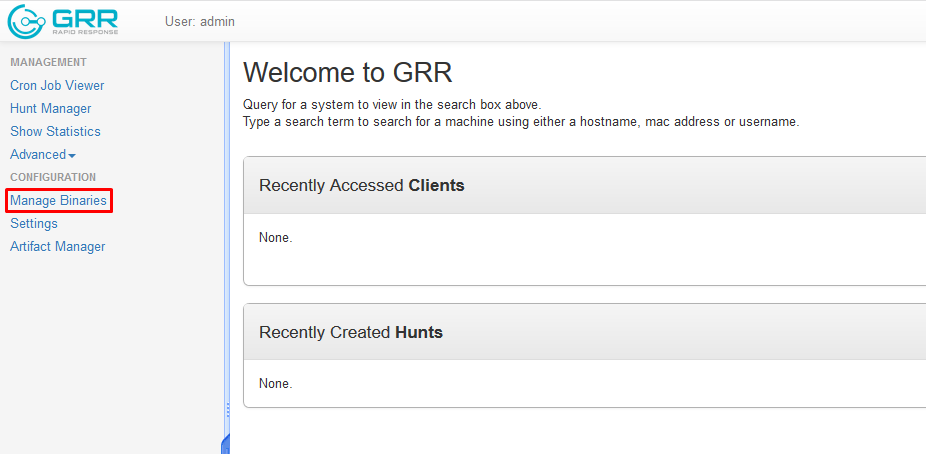 GRR
RAPID RESPONSE
User: admin
MANAGEMENT
Cron Job Viewer
Hunt Manager
Show Statistics
Advanced
CONFIGURATION
Manage Binaries
Settings
Artifact Manager
Welcome to GRR
Query for a system to view in the search box above.
Type a search term to search for a machine using either a hostname, mac address or username.
Recently Accessed Clients
None.
Recently Created Hunts
None.